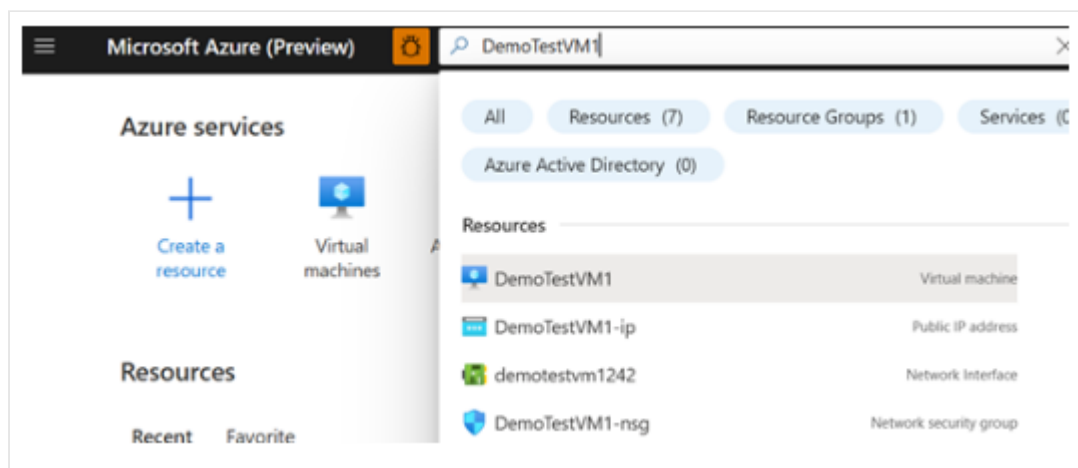 Microsoft Azure (Preview)
DemoTestVM1
All Resources (7) Resource Groups (1) Services (0
Azure Active Directory (0)
Azure services
Create a resource
Virtual machines
Resources
DemoTestVM1 Virtual machine
DemoTestVM1-ip Public IP address
demotestvm1242 Network Interface
DemoTestVM1-nsg Network security group
Resources
Recent Favorite